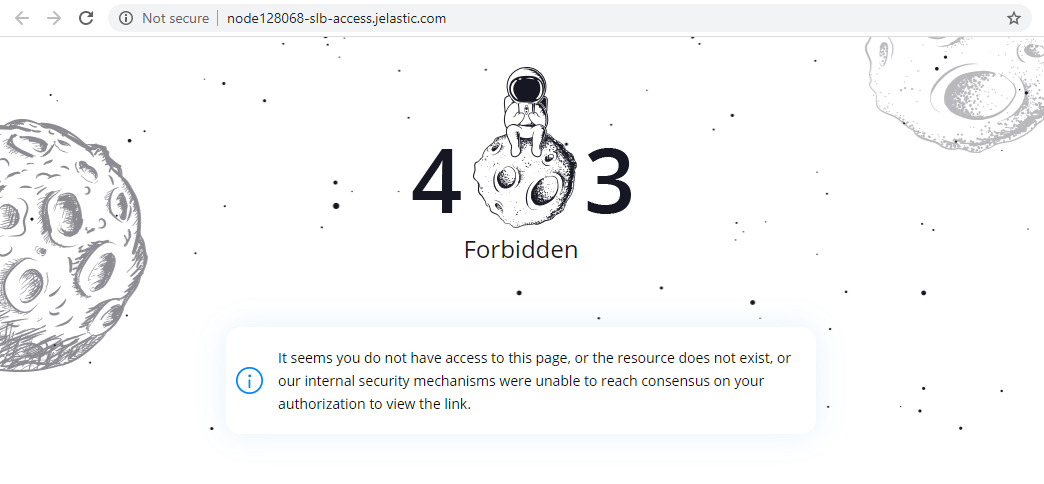 Not secure
node128068-slb-access.jelastic.com
4 3
Forbidden
It seems you do not have access to this page, or the resource does not exist, or
our internal security mechanisms were unable to reach consensus on your
authorization to view the link.